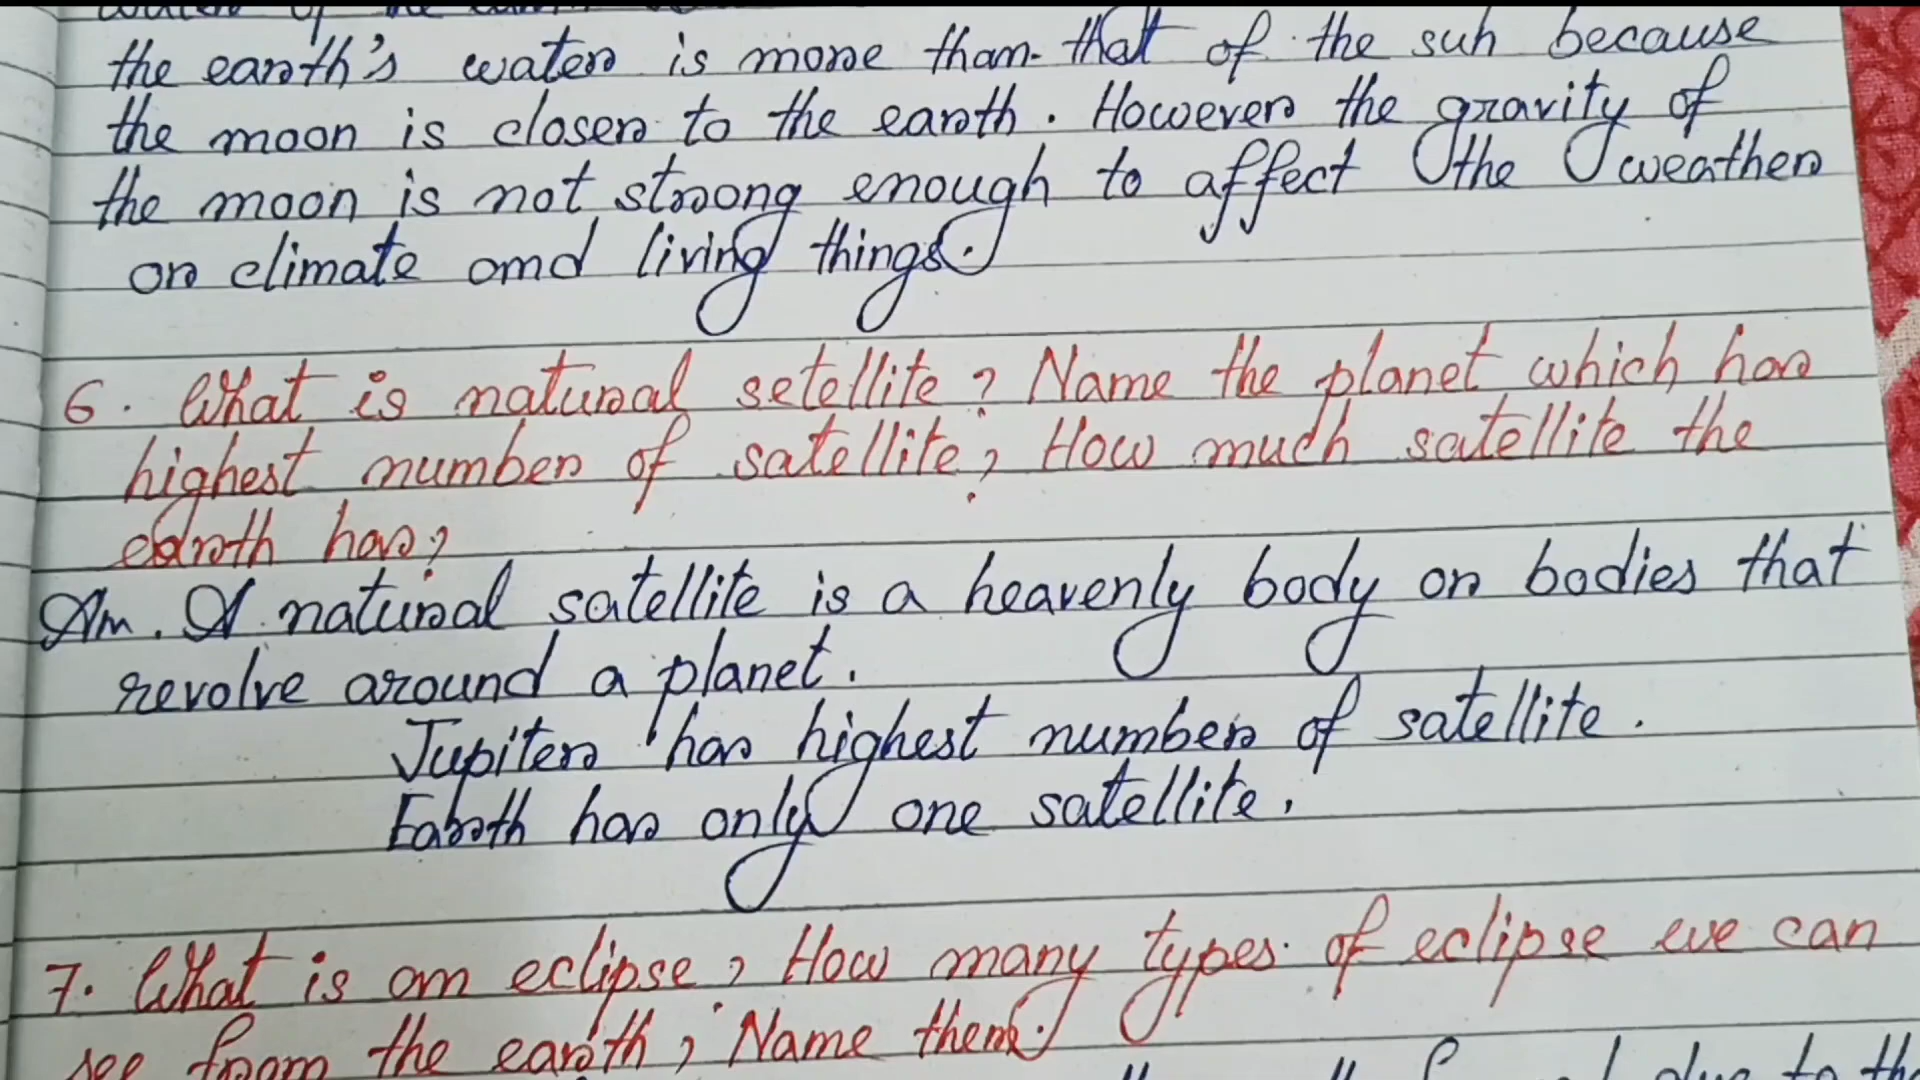 the earth's water is more than that of the sun because
the moon is closer to the earth. However the gravity of
the moon is not strong enough to affect the weather
or climate and living things.
6. What is natural setellite? Name the planet which has
highest number of satellite? How much satellite the
earth has?
Ans. A natural satellite is a heavenly body or bodies that
revolve around a planet.
Jupiter has highest number of satellite.
Earth has only one satellite.
7. What is an eclipse? How many types of eclipse we can
see from the earth? Name them.
due to the